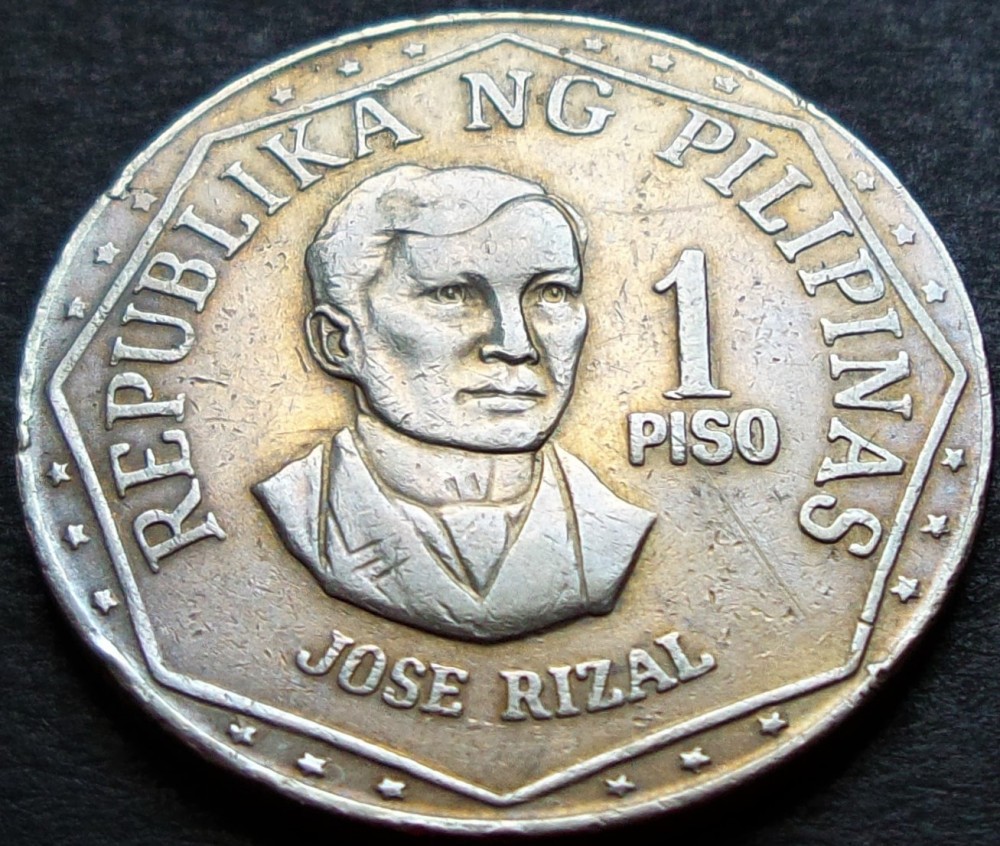 REPUBLIKA NG PILIPINAS
1
PISO
JOSE RIZAL